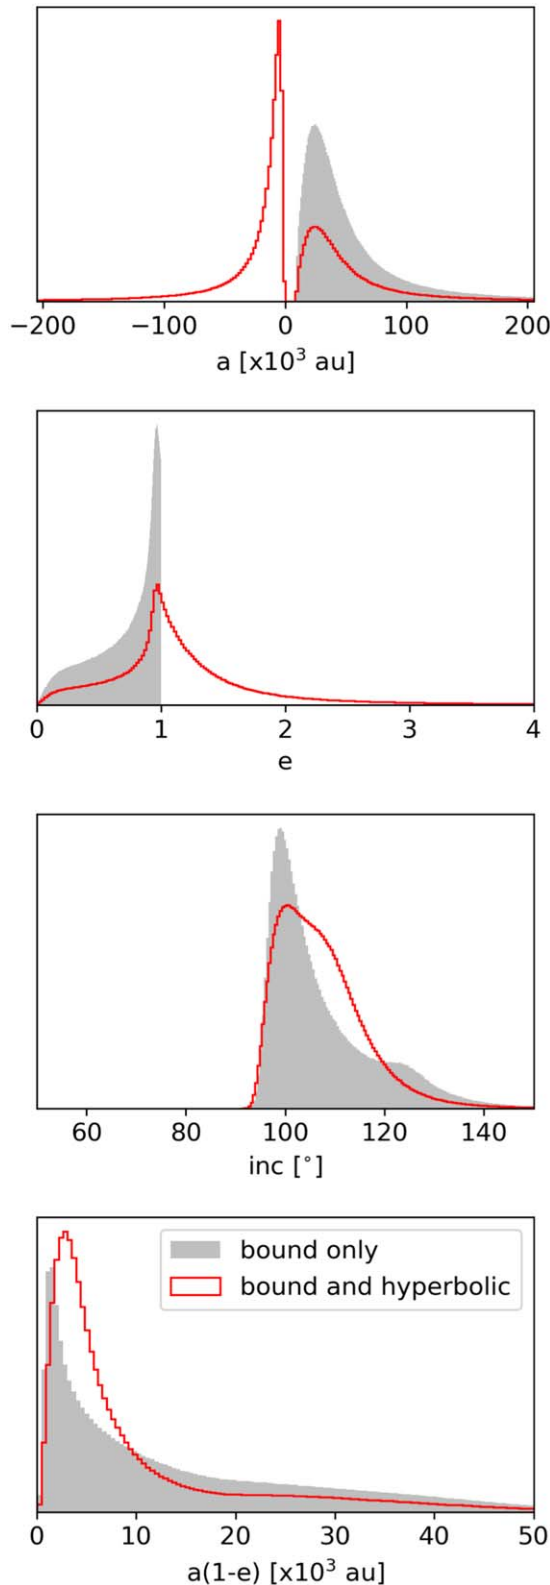 −200 −100 0 100 200
a [x10³ au]
0 1 2 3 4
e
60 80 100 120 140
inc [°]
bound only
bound and hyperbolic
0 10 20 30 40 50
a(1-e) [x10³ au]